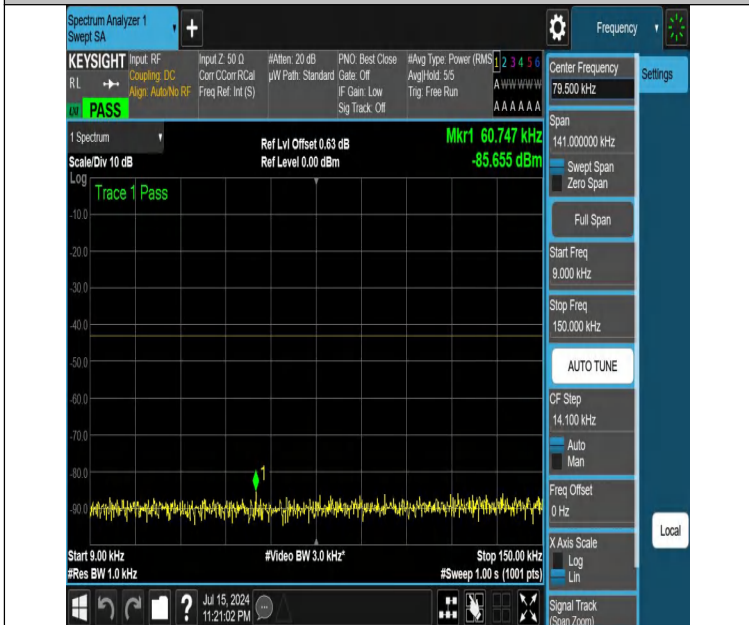 Spectrum Analyzer 1
Swept SA
+
Frequency
KEYSIGHT
RL
PASS
Input: RF
Coupling: DC
Align: Auto/No RF
Input Z: 50 Ω
Corr CCorr RCal
Freq Ref: Int (S)
#Atten: 20 dB
µW Path: Standard
PNO: Best Close
Gate: Off
IF Gain: Low
Sig Track: Off
#Avg Type: Power (RMS
Avg|Hold: 5/5
Trig: Free Run
1 2 3 4 5 6
A W W W W W
A A A A A A
1 Spectrum
Scale/Div 10 dB
Ref Lvl Offset 0.63 dB
Ref Level 0.00 dBm
Mkr1 60.747 kHz
-85.655 dBm
Log
Trace 1 Pass
-10.0
-20.0
-30.0
-40.0
-50.0
-60.0
-70.0
-80.0
-90.0
1
Start 9.00 kHz
#Res BW 1.0 kHz
#Video BW 3.0 kHz*
Stop 150.00 kHz
#Sweep 1.00 s (1001 pts)
Center Frequency
79.500 kHz
Span
141.000000 kHz
Swept Span
Zero Span
Full Span
Start Freq
9.000 kHz
Stop Freq
150.000 kHz
AUTO TUNE
CF Step
14.100 kHz
Auto
Man
Freq Offset
0 Hz
X Axis Scale
Log
Lin
Signal Track
(Span Zoom)
Settings
Local
?
Jul 15, 2024
11:21:02 PM